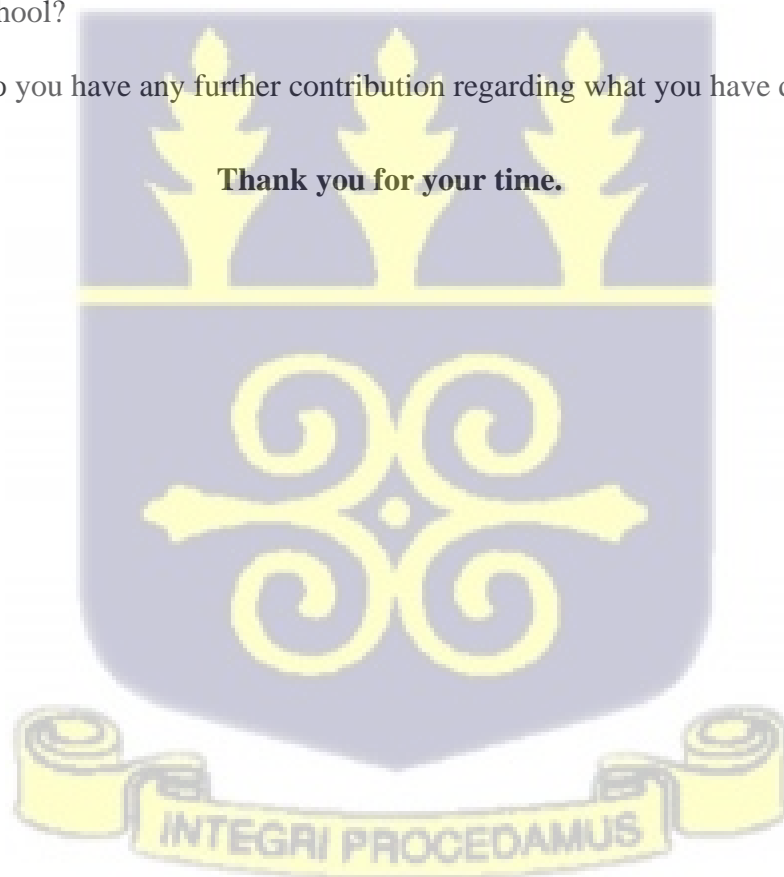 hool?
you have any further contribution regarding what you have
Thank you for your time.
INTEGRI PROCEDAMUS